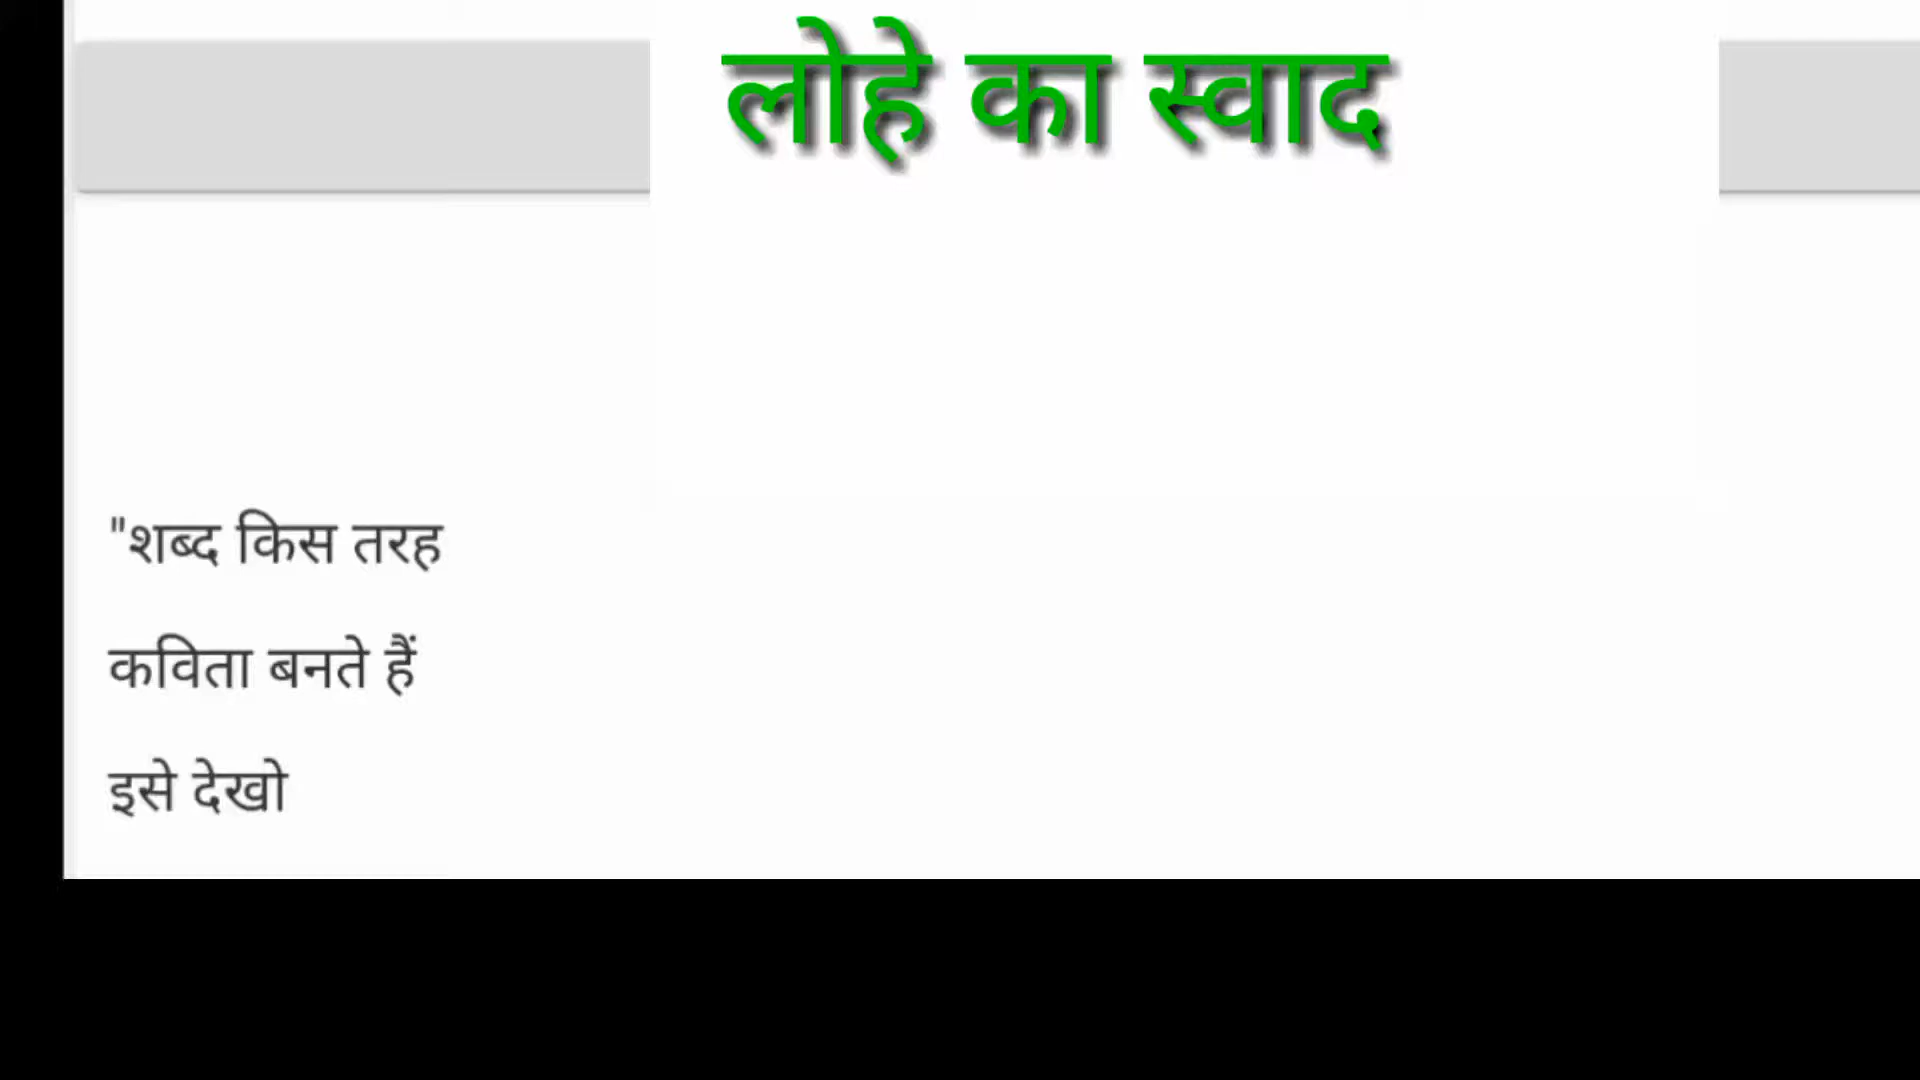 लोहे का स्वाद
"शब्द किस तरह
कविता बनते हैं
इसे देखो